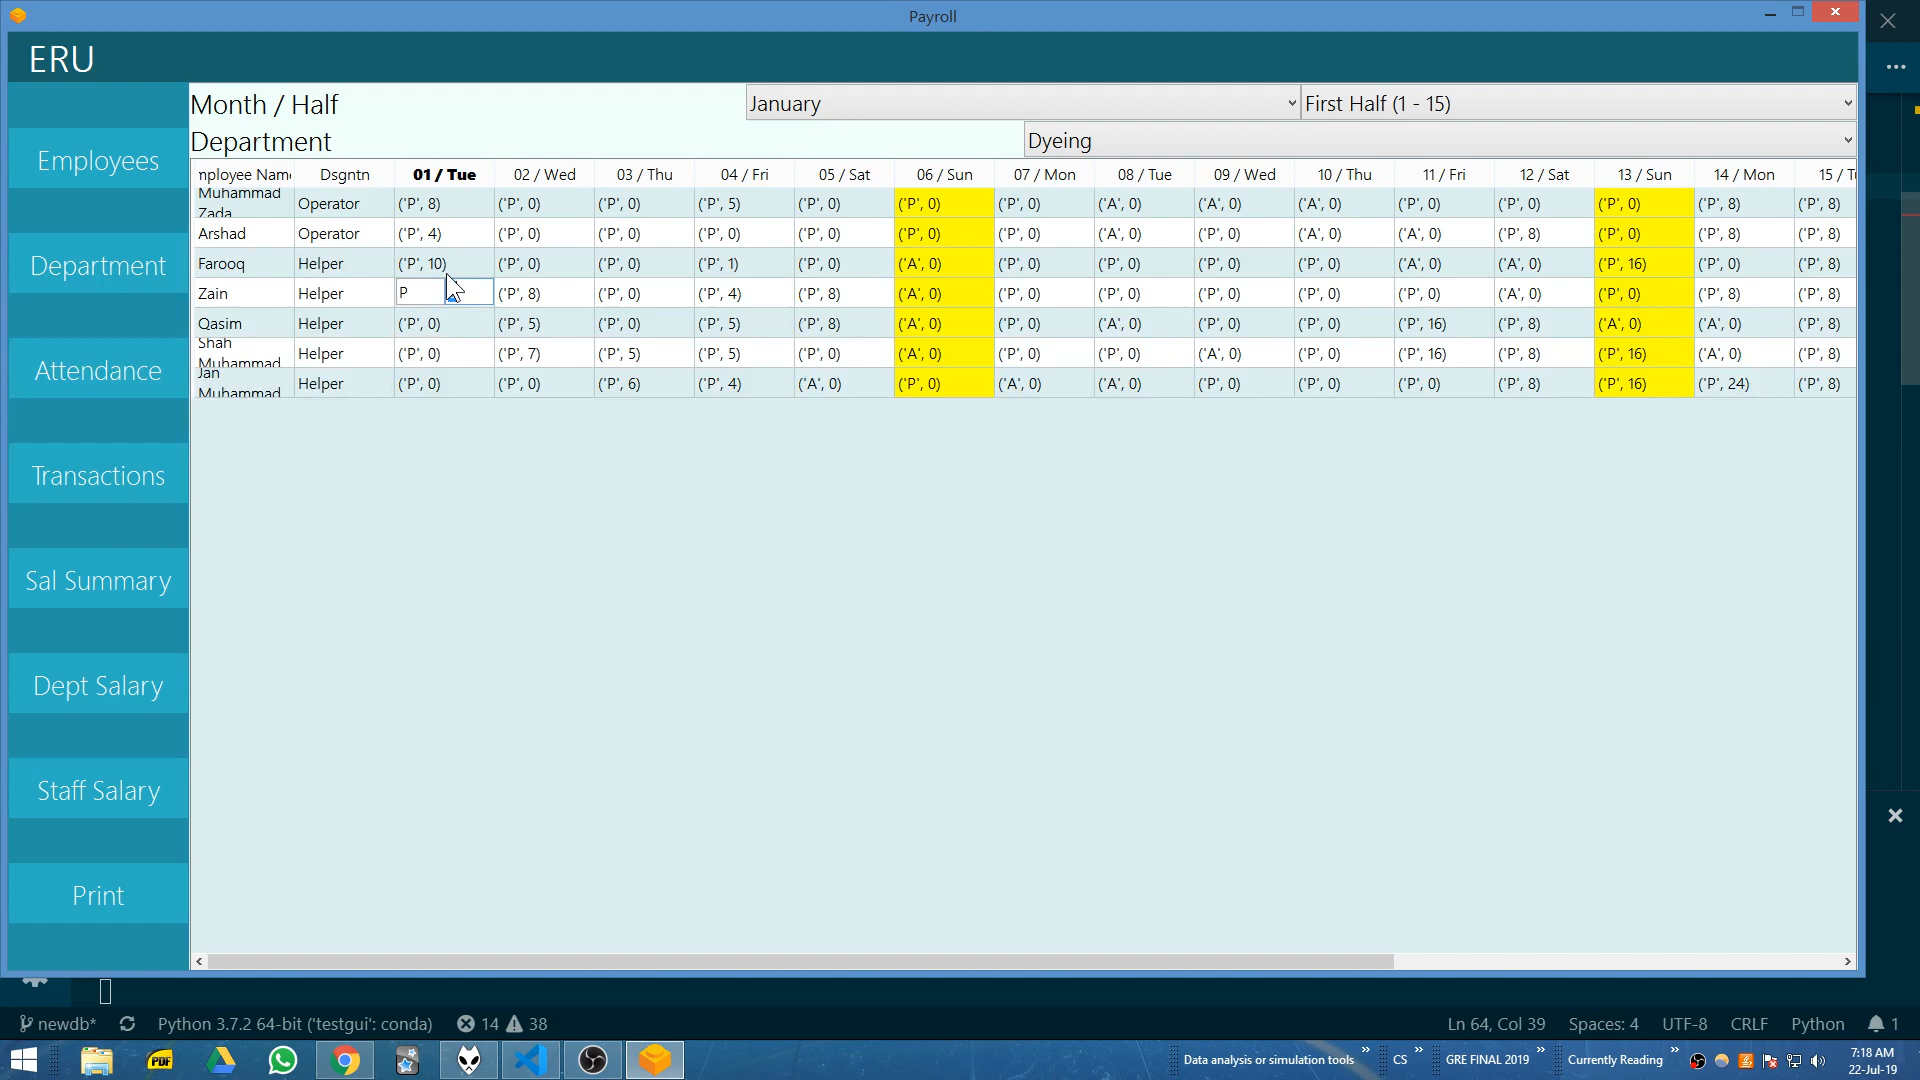 Payroll
ERU
Month / Half January First Half (1 - 15)
Department Dyeing
Employees
Department
Attendance
Transactions
Sal Summary
Dept Salary
Staff Salary
Print
nployee Name Dsgntn 01 / Tue 02 / Wed 03 / Thu 04 / Fri 05 / Sat 06 / Sun 07 / Mon 08 / Tue 09 / Wed 10 / Thu 11 / Fri 12 / Sat 13 / Sun 14 / Mon 15 / T
Muhammad Zada Operator ('P', 8) ('P', 0) ('P', 0) ('P', 5) ('P', 0) ('P', 0) ('P', 0) ('A', 0) ('A', 0) ('A', 0) ('P', 0) ('P', 0) ('P', 0) ('P', 8) ('P', 8)
Arshad Operator ('P', 4) ('P', 0) ('P', 0) ('P', 0) ('P', 0) ('P', 0) ('P', 0) ('A', 0) ('P', 0) ('A', 0) ('A', 0) ('P', 8) ('P', 0) ('P', 8) ('P', 8)
Farooq Helper ('P', 10) ('P', 0) ('P', 0) ('P', 1) ('P', 0) ('A', 0) ('P', 0) ('P', 0) ('P', 0) ('P', 0) ('A', 0) ('A', 0) ('P', 16) ('P', 0) ('P', 8)
Zain Helper P ('P', 8) ('P', 0) ('P', 4) ('P', 8) ('A', 0) ('P', 0) ('P', 0) ('P', 0) ('P', 0) ('P', 0) ('A', 0) ('P', 0) ('P', 8) ('P', 8)
Qasim Helper ('P', 0) ('P', 5) ('P', 0) ('P', 5) ('P', 8) ('A', 0) ('P', 0) ('A', 0) ('P', 0) ('P', 0) ('P', 16) ('P', 8) ('A', 0) ('A', 0) ('P', 8)
Shah Muhammad Helper ('P', 0) ('P', 7) ('P', 5) ('P', 5) ('P', 0) ('A', 0) ('P', 0) ('P', 0) ('A', 0) ('P', 0) ('P', 16) ('P', 8) ('P', 16) ('A', 0) ('P', 8)
Jan Muhammad Helper ('P', 0) ('P', 0) ('P', 6) ('P', 4) ('A', 0) ('P', 0) ('A', 0) ('A', 0) ('P', 0) ('P', 0) ('P', 0) ('P', 8) ('P', 16) ('P', 24) ('P', 8)
newdb* Python 3.7.2 64-bit ('testgui': conda) 14 38 Ln 64, Col 39 Spaces: 4 UTF-8 CRLF Python 1
PDF Data analysis or simulation tools CS GRE FINAL 2019 Currently Reading 7:18 AM
22-Jul-19